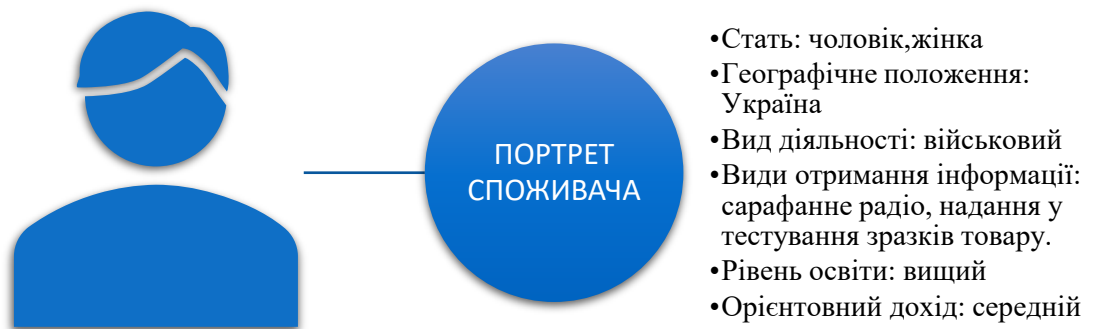 ПОРТРЕТ
СПОЖИВАЧА
•Стать: чоловік,жінка
•Географічне положення:
Україна
•Вид діяльності: військовий
•Види отримання інформації:
сарафанне радіо, надання у
тестування зразків товару.
•Рівень освіти: вищий
•Орієнтовний дохід: середній